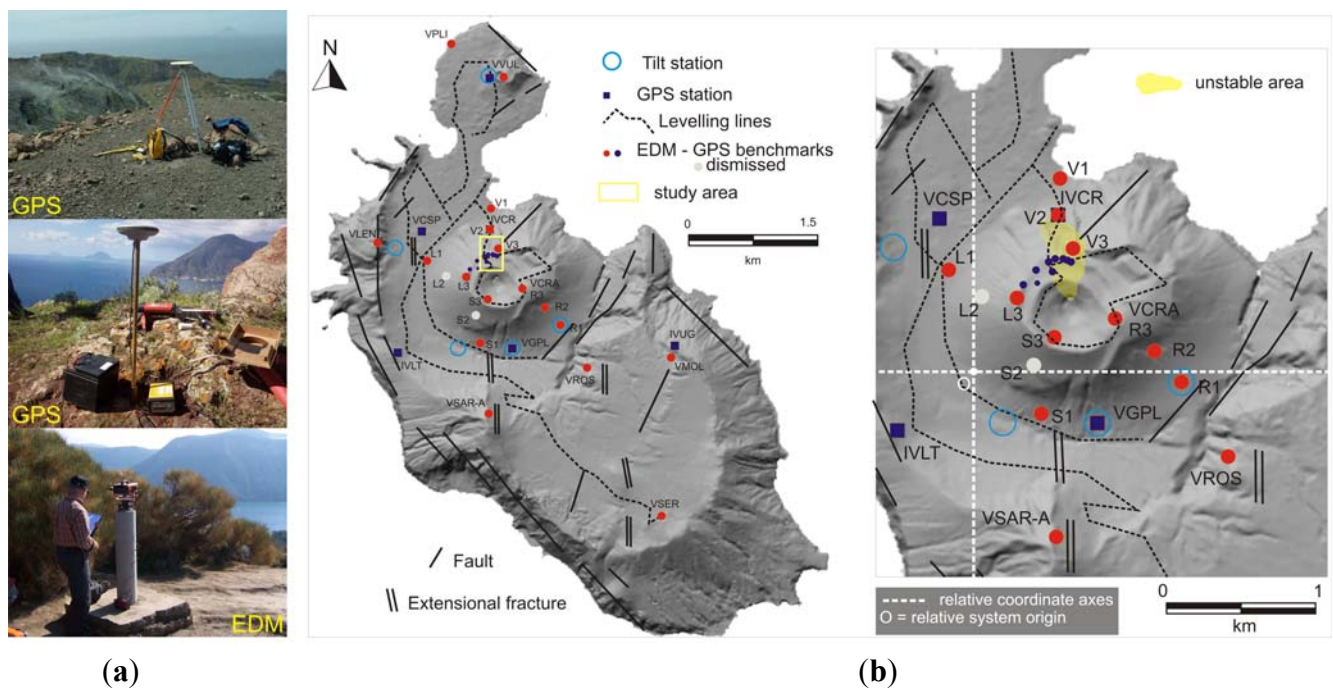 GPS
GPS
EDM
(a)
N
Tilt station
GPS station
Levelling lines
EDM - GPS benchmarks
dismissed
study area
0
1.5
km
VPLI
VVUL
V1
IVCR
V2
V3
VCSP
VLEN
L1
L2
L3
VCRA
R3
S3
R2
S2
R1
S1
VGPL
IVLT
IVUG
VMOL
VROS
VSAR-A
VSER
Fault
Extensional fracture
unstable area
V1
IVCR
VCSP
V2
V3
L1
L2
L3
VCRA
R3
S3
R2
S2
O
R1
S1
VGPL
IVLT
VROS
VSAR-A
relative coordinate axes
O = relative system origin
0
1
km
(b)